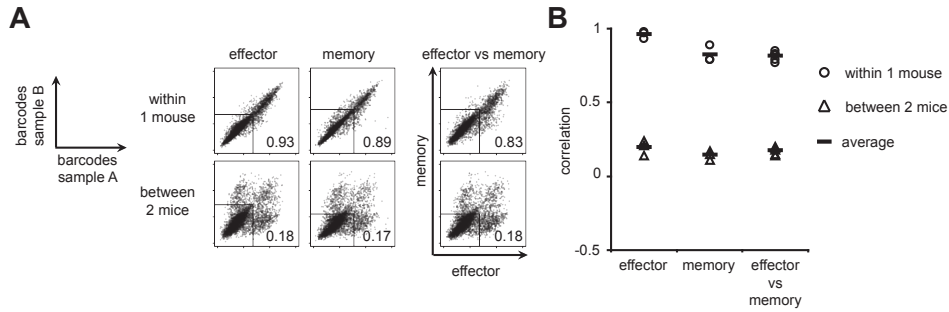 A
effector
memory
effector vs memory
barcodes
sample B
barcodes
sample A
within
1 mouse
0.93
0.89
0.83
between
2 mice
0.18
0.17
0.18
memory
effector
B
correlation
1
0.5
0
-0.5
effector
memory
effector
vs
memory
within 1 mouse
between 2 mice
average